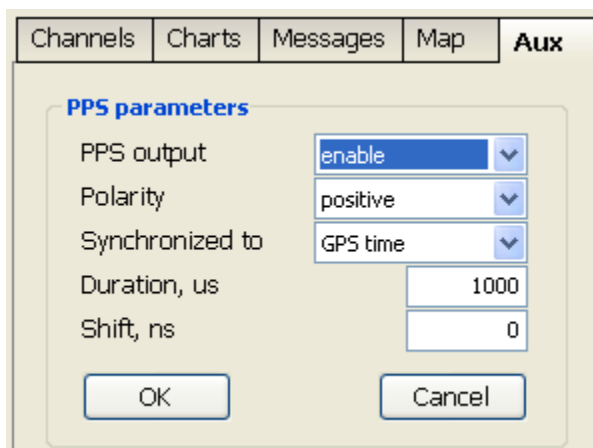 Channels Charts Messages Map Aux
PPS parameters
PPS output enable
Polarity positive
Synchronized to GPS time
Duration, us 1000
Shift, ns 0
OK Cancel